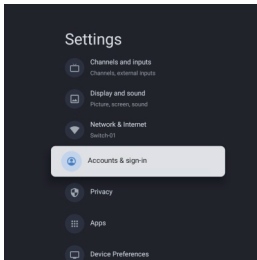 Settings
Channels and inputs
Channels, external inputs
Display and sound
Picture, screen, sound
Network & Internet
Switch-01
Accounts & sign-in
Privacy
Apps
Device Preferences